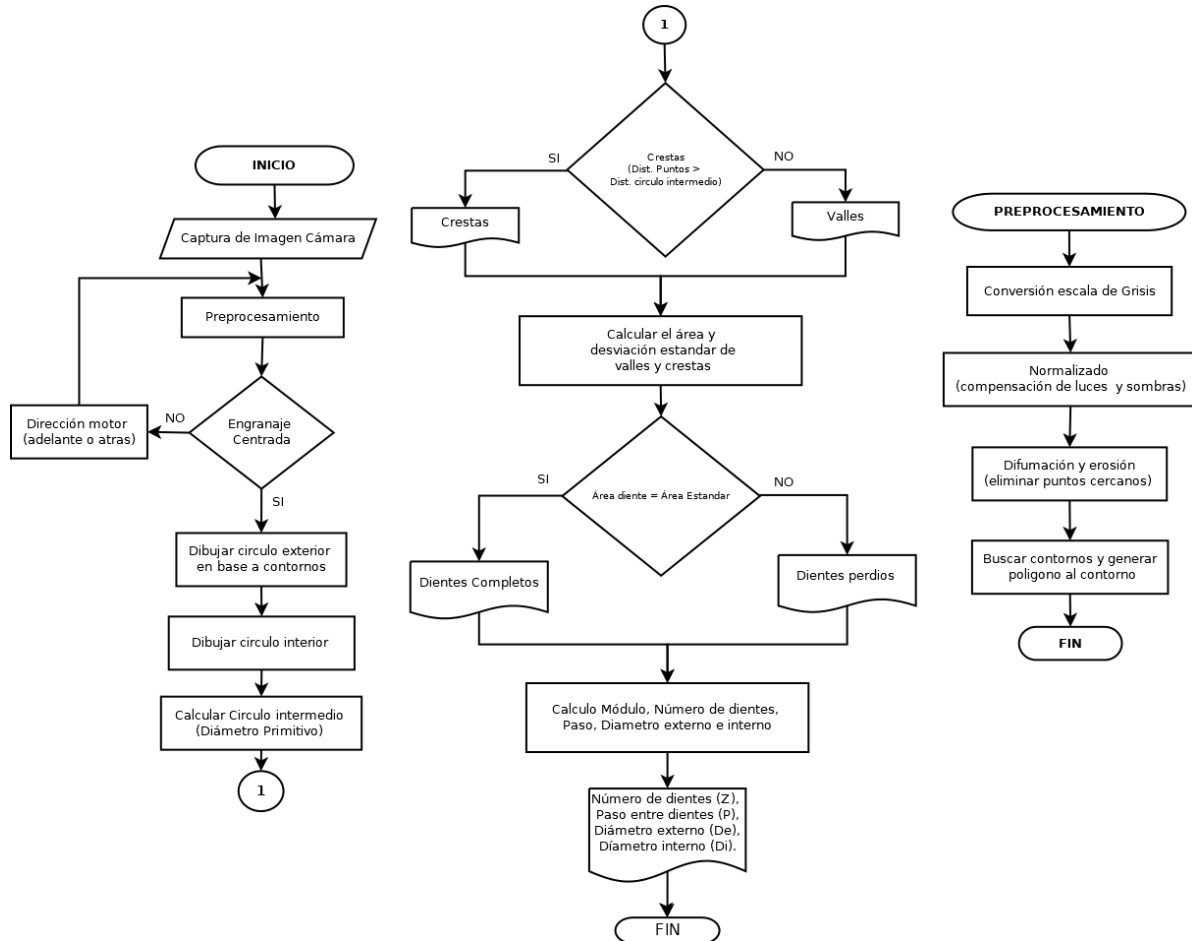 INICIO
Captura de Imagen Cámara
Preprocesamiento
Engranaje
Centrada
NO
Dirección motor
(adelante o atras)
SI
Dibujar circulo exterior
en base a contornos
Dibujar circulo interior
Calcular Circulo intermedio
(Diámetro Primitivo)
1
1
Crestas
(Dist. Puntos >
Dist. circulo intermedio)
SI
NO
Crestas
Valles
Calcular el área y
desviación estandar de
valles y crestas
Área diente = Área Estandar
SI
NO
Dientes Completos
Dientes perdios
Calculo Módulo, Número de dientes,
Paso, Diametro externo e interno
Número de dientes (Z),
Paso entre dientes (P),
Diámetro externo (De),
Díametro interno (Di).
FIN
PREPROCESAMIENTO
Conversión escala de Grisis
Normalizado
(compensación de luces y sombras)
Difumación y erosión
(eliminar puntos cercanos)
Buscar contornos y generar
poligono al contorno
FIN